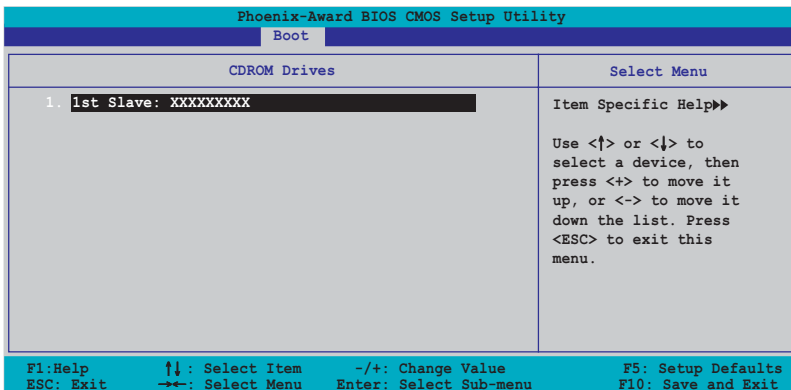 Phoenix-Award BIOS CMOS Setup Utility
Boot
CDROM Drives
Select Menu
1. 1st Slave: XXXXXXXXX
Item Specific Help▶▶
Use <↑> or <↓> to
select a device, then
press <+> to move it
up, or <-> to move it
down the list. Press
<ESC> to exit this
menu.
F1:Help ↑↓: Select Item -/+: Change Value F5: Setup Defaults
ESC: Exit →←: Select Menu Enter: Select Sub-menu F10: Save and Exit